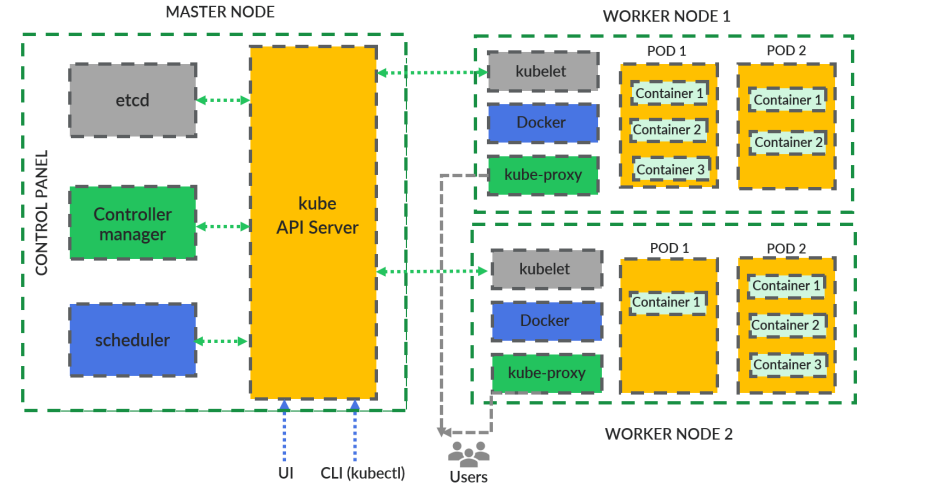 MASTER NODE
CONTROL PANEL
etcd
Controller
manager
scheduler
kube
API Server
UI
CLI (kubectl)
WORKER NODE 1
kubelet
Docker
kube-proxy
POD 1
Container 1
Container 2
Container 3
POD 2
Container 1
Container 2
kubelet
Docker
kube-proxy
POD 1
Container 1
POD 2
Container 1
Container 2
Container 3
WORKER NODE 2
Users